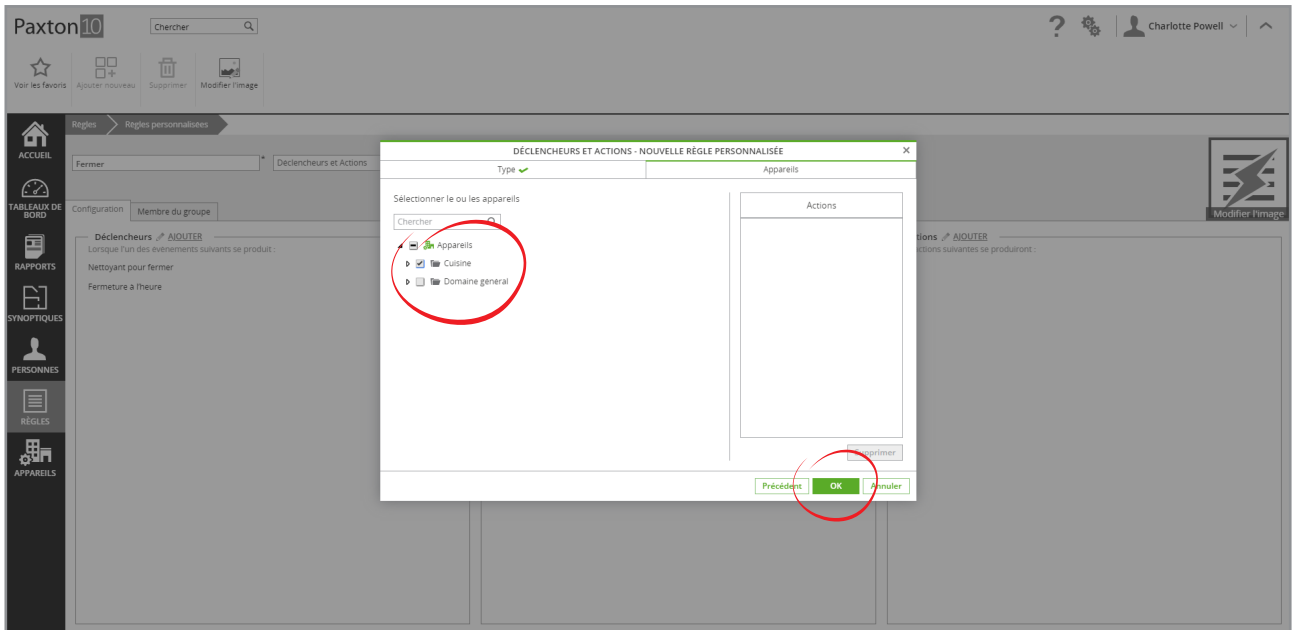 Paxton10
Chercher
Charlotte Powell
Voir les favoris
Ajouter nouveau
Supprimer
Modifier l'image
ACCUEIL
TABLEAUX DE
BORD
RAPPORTS
SYNOPTIQUES
PERSONNES
RÈGLES
APPAREILS
Règles
Règles personnalisées
Fermer
*
Déclencheurs et Actions
Modifier l'image
Configuration
Membre du groupe
Déclencheurs AJOUTER
Lorsque l'un des evenements suivants se produit :
Nettoyant pour fermer
Fermeture à l'heure
tions AJOUTER
ctions suivantes se produiront :
DÉCLENCHEURS ET ACTIONS - NOUVELLE RÈGLE PERSONNALISÉE
Type
Appareils
Sélectionner le ou les appareils
Chercher
Appareils
Cuisine
Domaine general
Actions
Supprimer
Précédent
OK
Annuler